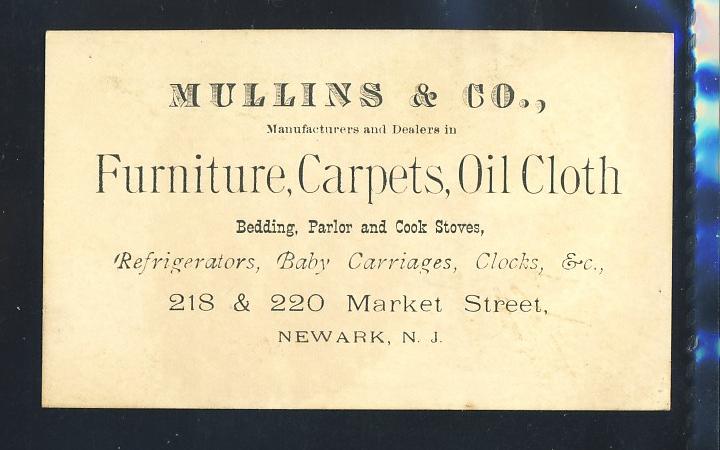 MULLINS & CO.,
Manufacturers and Dealers in
Furniture, Carpets, Oil Cloth
Bedding, Parlor and Cook Stoves,
Refrigerators, Baby Carriages, Clocks, &c.,
218 & 220 Market Street,
NEWARK, N. J.